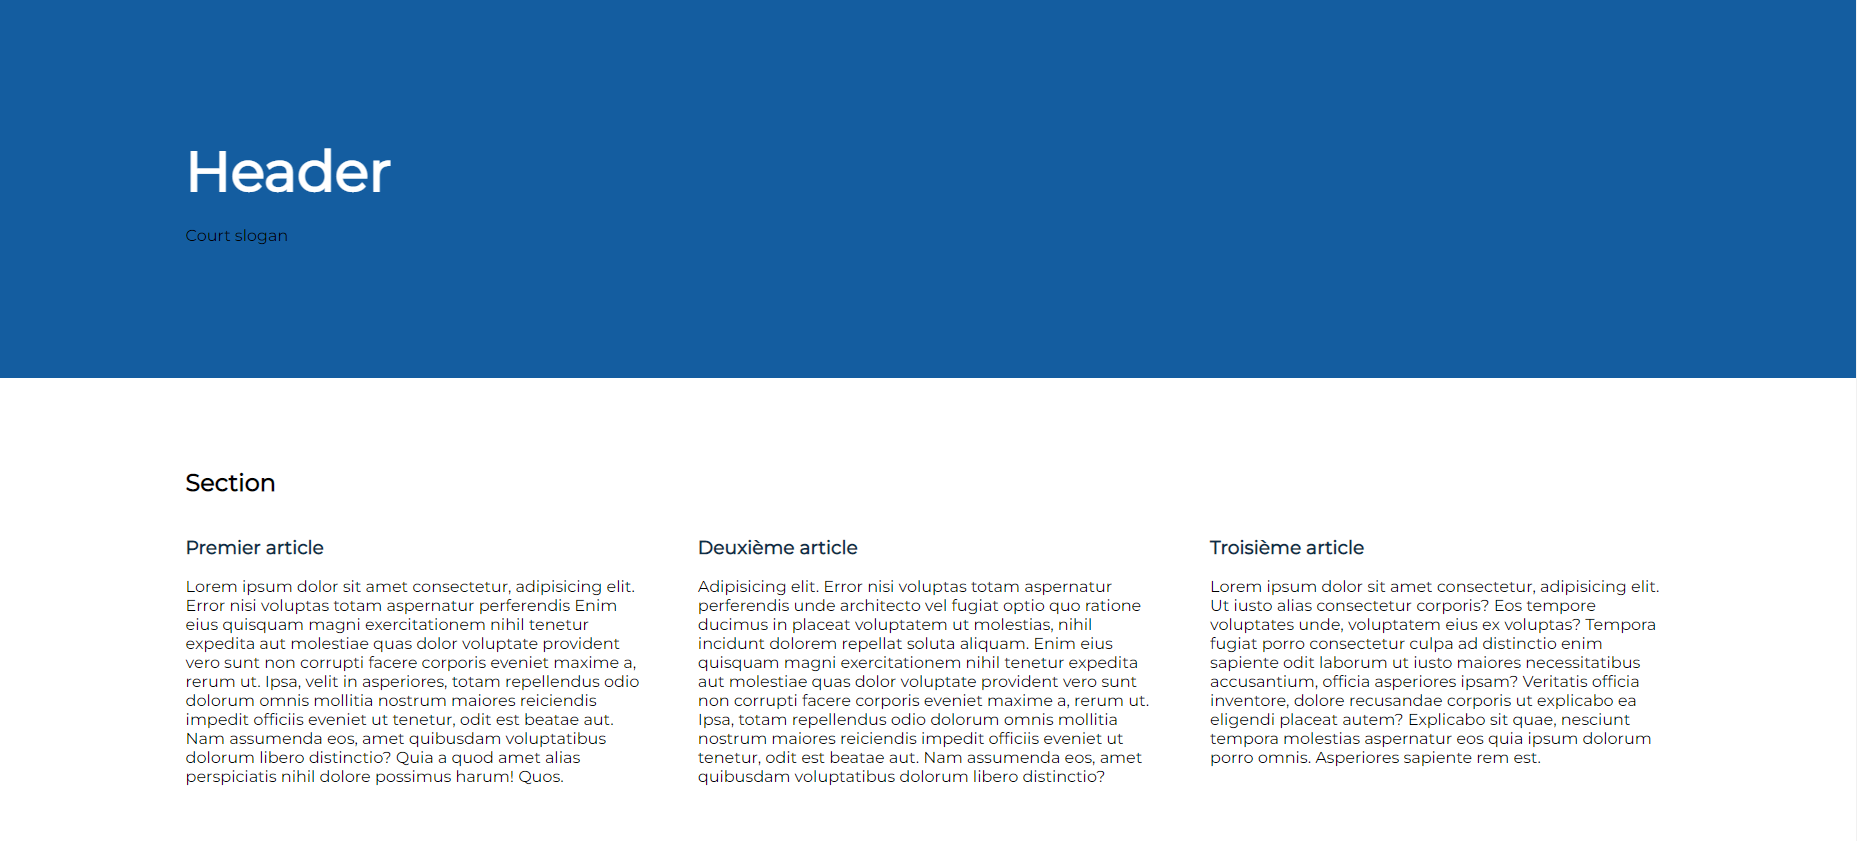 Header
Court slogan
Section
Premier article
Lorem ipsum dolor sit amet consectetur, adipisicing elit.
Error nisi voluptas totam aspernatur perferendis Enim
eius quisquam magni exercitationem nihil tenetur
expedita aut molestiae quas dolor voluptate provident
vero sunt non corrupti facere corporis eveniet maxime a,
rerum ut. Ipsa, velit in asperiores, totam repellendus odio
dolorum omnis mollitia nostrum maiores reiciendis
impedit officiis eveniet ut tenetur, odit est beatae aut.
Nam assumenda eos, amet quibusdam voluptatibus
dolorum libero distinctio? Quia a quod amet alias
perspiciatis nihil dolore possimus harum! Quos.
Deuxième article
Adipisicing elit. Error nisi voluptas totam aspernatur
perferendis unde architecto vel fugiat optio quo ratione
ducimus in placeat voluptatem ut molestias, nihil
incidunt dolorem repellat soluta aliquam. Enim eius
quisquam magni exercitationem nihil tenetur expedita
aut molestiae quas dolor voluptate provident vero sunt
non corrupti facere corporis eveniet maxime a, rerum ut.
Ipsa, totam repellendus odio dolorum omnis mollitia
nostrum maiores reiciendis impedit officiis eveniet ut
tenetur, odit est beatae aut. Nam assumenda eos, amet
quibusdam voluptatibus dolorum libero distinctio?
Troisième article
Lorem ipsum dolor sit amet consectetur, adipisicing elit.
Ut iusto alias consectetur corporis? Eos tempore
voluptates unde, voluptatem eius ex voluptas? Tempora
fugiat porro consectetur culpa ad distinctio enim
sapiente odit laborum ut iusto maiores necessitatibus
accusantium, officia asperiores ipsam? Veritatis officia
inventore, dolore recusandae corporis ut explicabo ea
eligendi placeat autem? Explicabo sit quae, nesciunt
tempora molestias aspernatur eos quia ipsum dolorum
porro omnis. Asperiores sapiente rem est.